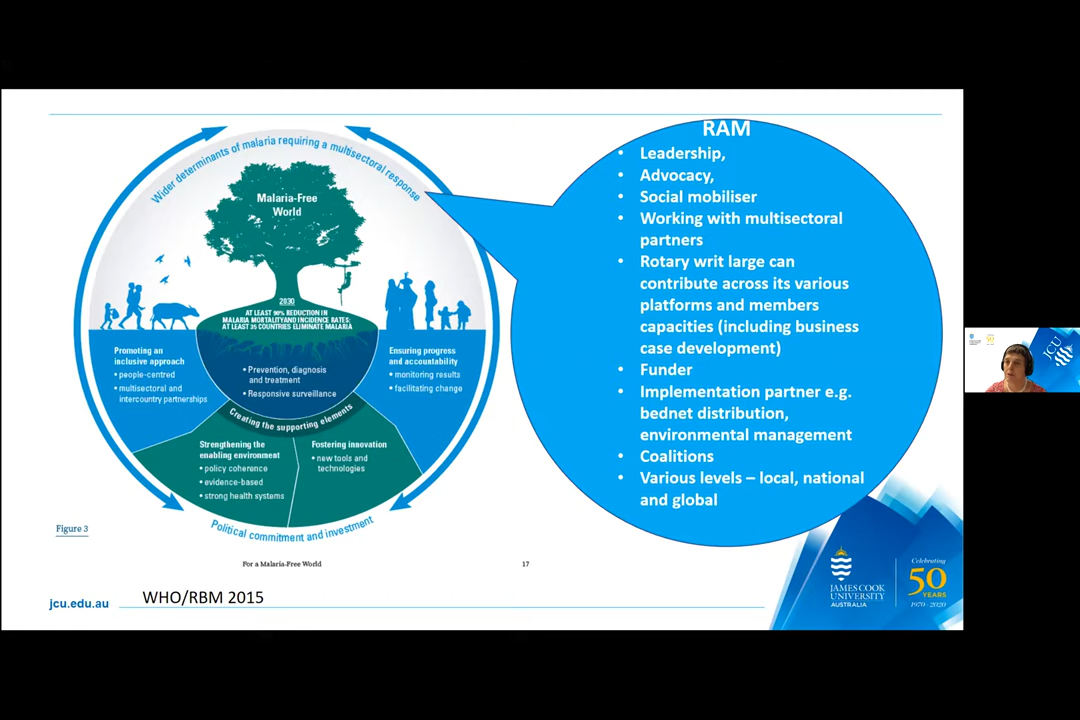 Wider determinants of malaria requiring a multisectoral response
Malaria-Free
World
2030
AT LEAST 90% REDUCTION IN
MALARIA MORTALITYAND INCIDENCE RATES:
AT LEAST 35 COUNTRIES ELIMINATE MALARIA
Promoting an
inclusive approach
• people-centred
• multisectoral and
intercountry partnerships
• Prevention, diagnosis
and treatment
• Responsive surveillance
Ensuring progress
and accountability
• monitoring results
• facilitating change
Creating the supporting elements
Strengthening the
enabling environment
• policy coherence
• evidence-based
• strong health systems
Fostering innovation
• new tools and
technologies
Political commitment and investment
Figure 3
For a Malaria-Free World
17
RAM
• Leadership,
• Advocacy,
• Social mobiliser
• Working with multisectoral
partners
• Rotary writ large can
contribute across its various
platforms and members
capacities (including business
case development)
• Funder
• Implementation partner e.g.
bednet distribution,
environmental management
• Coalitions
• Various levels – local, national
and global
jcu.edu.au
WHO/RBM 2015
JAMES COOK
UNIVERSITY
AUSTRALIA
Celebrating
50
YEARS
1970 - 2020
JCU